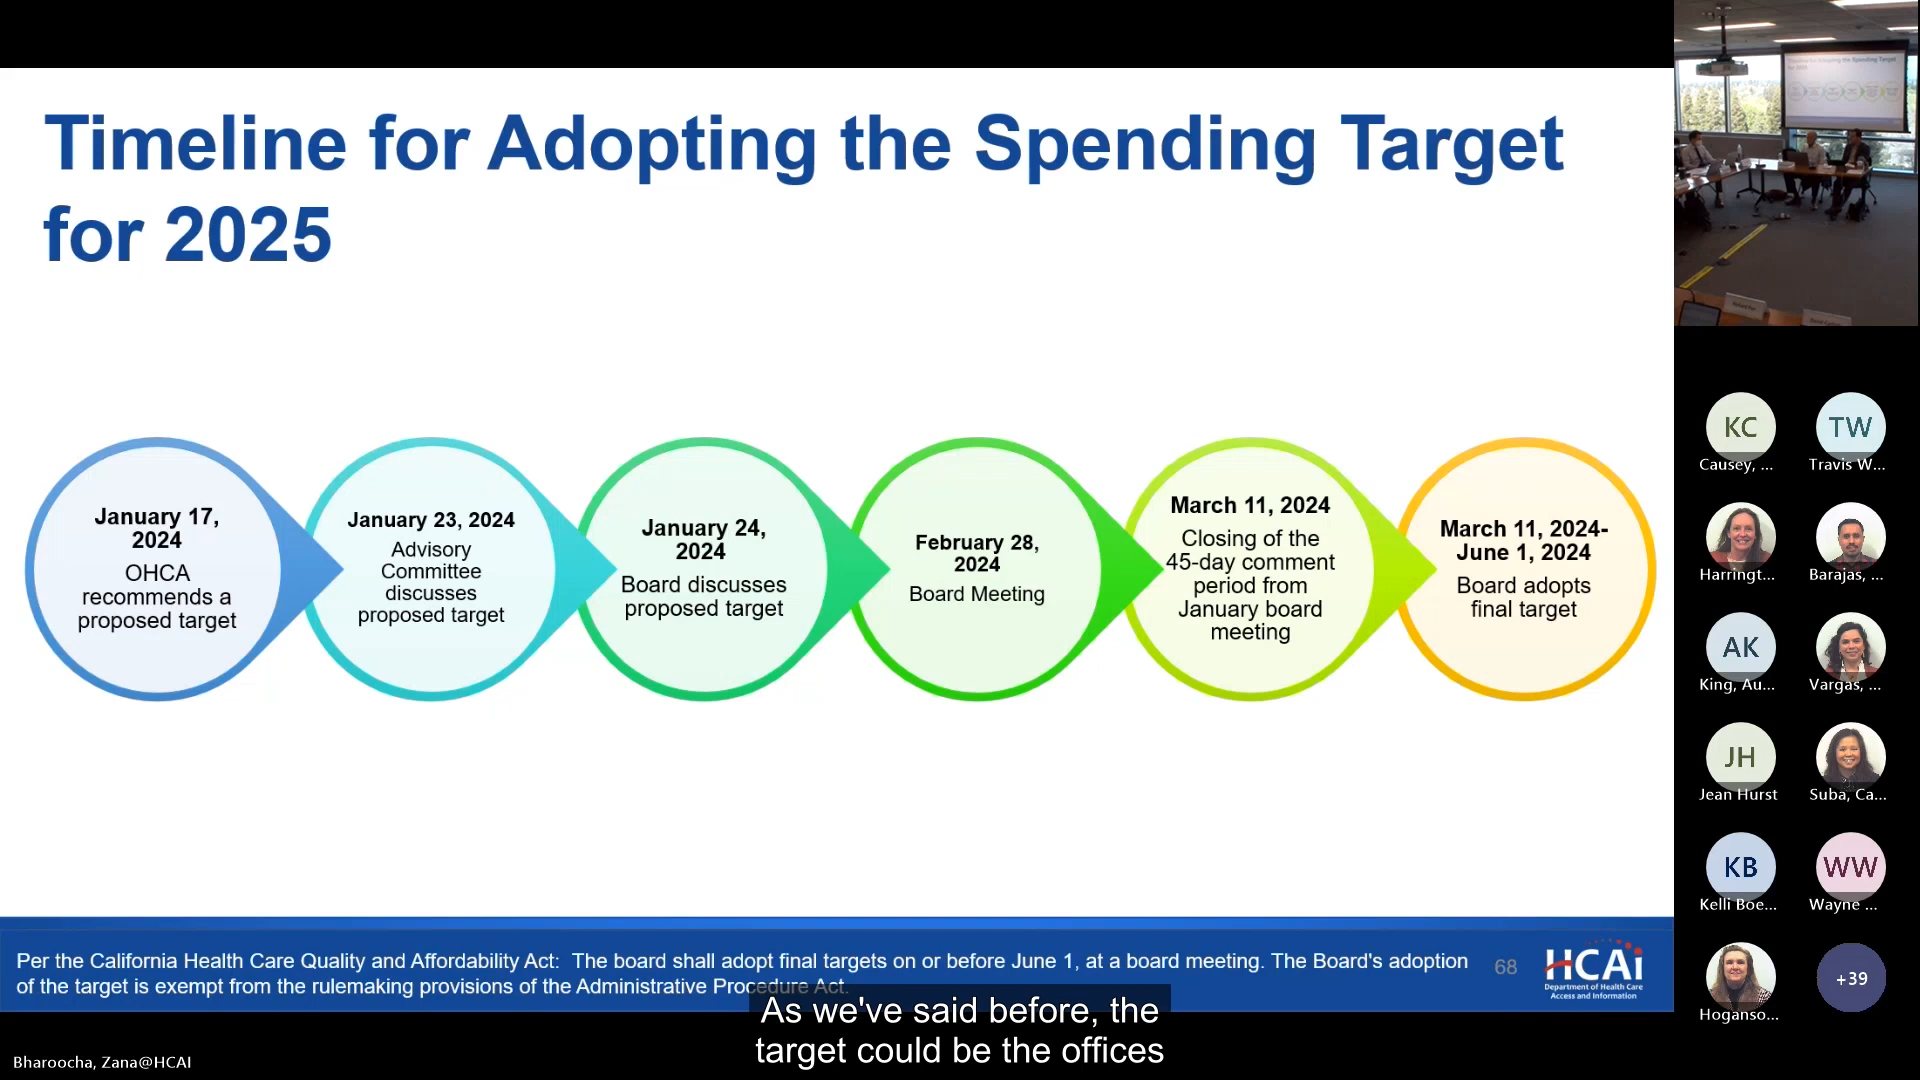 Timeline for Adopting the Spending Target
for 2025
January 17,
2024
OHCA
recommends a
proposed target
January 23, 2024
Advisory
Committee
discusses
proposed target
January 24,
2024
Board discusses
proposed target
February 28,
2024
Board Meeting
March 11, 2024
Closing of the
45-day comment
period from
January board
meeting
March 11, 2024-
June 1, 2024
Board adopts
final target
Per the California Health Care Quality and Affordability Act: The board shall adopt final targets on or before June 1, at a board meeting. The Board's adoption
of the target is exempt from the rulemaking provisions of the Administrative Procedure Act.
68
HCAi
Department of Health Care
Access and Information
As we've said before, the
target could be the offices
Bharoocha, Zana@HCAI
KC
Causey, ...
TW
Travis W...
Harringt...
Barajas, ...
AK
King, Au...
Vargas, ...
JH
Jean Hurst
Suba, Ca...
KB
Kelli Boe...
WW
Wayne ...
Hoganso...
+39